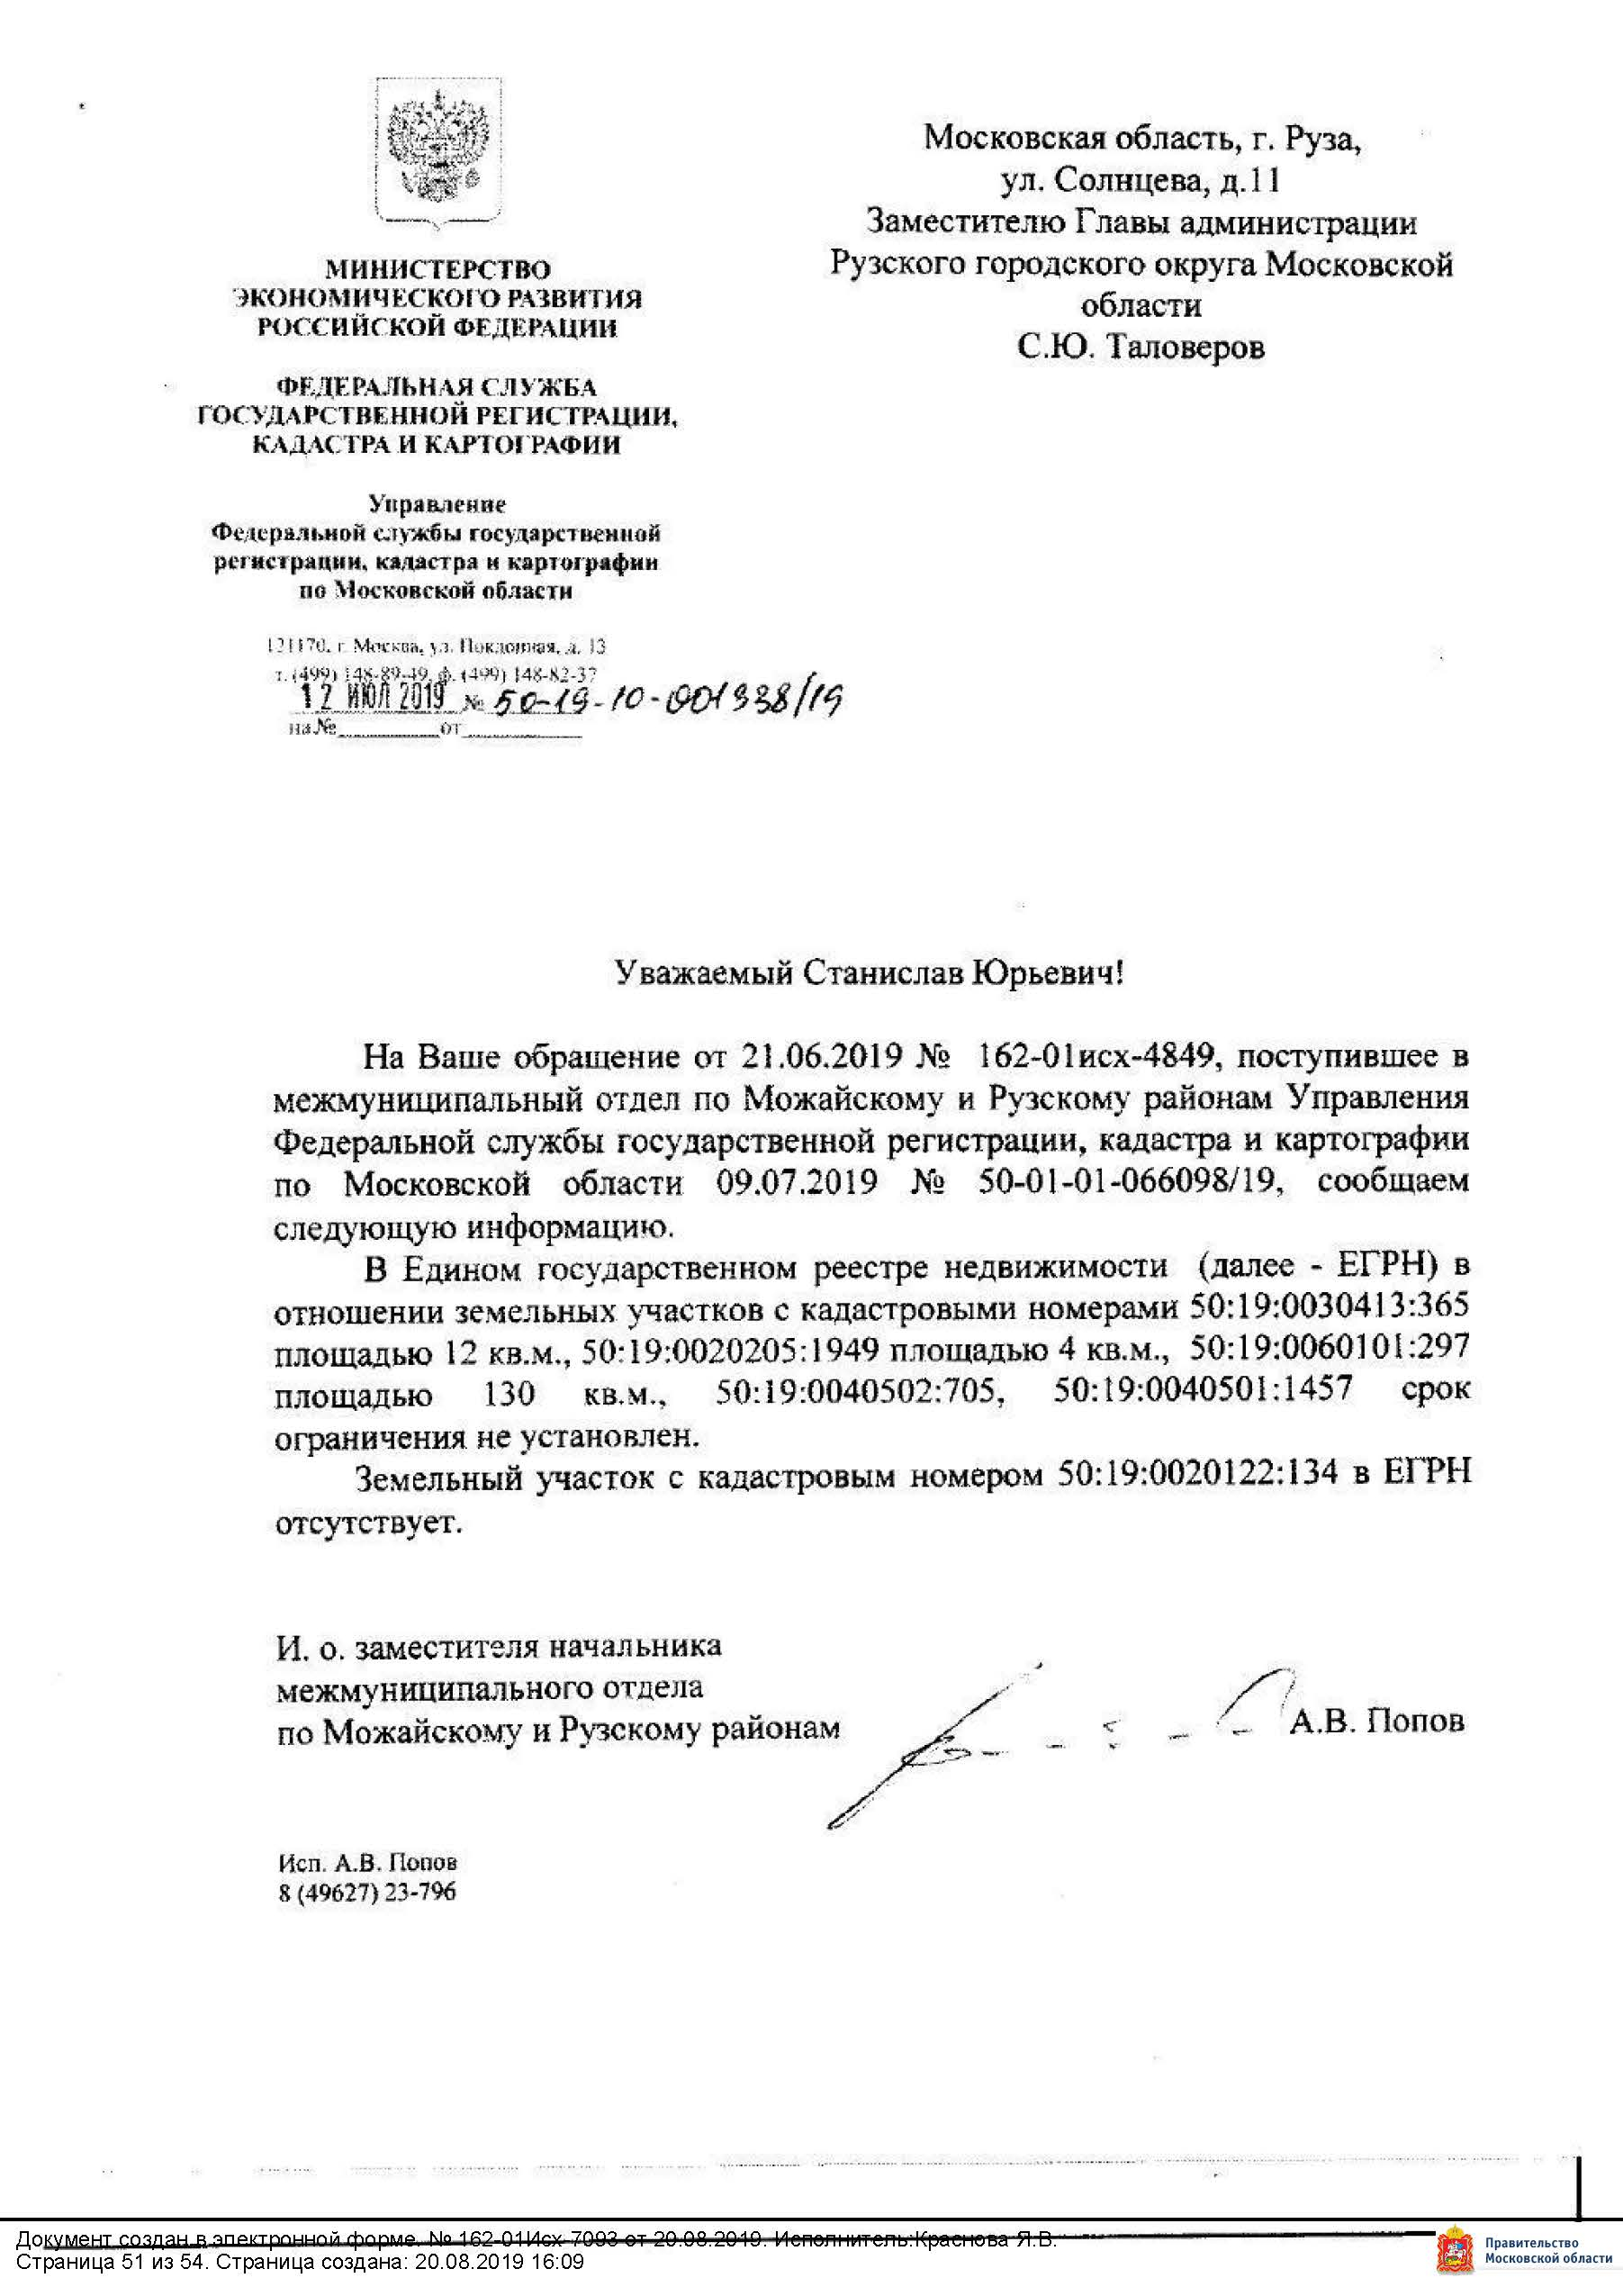 МИНИСТЕРСТВО
ЭКОНОМИЧЕСКОГО РАЗВИТИЯ
РОССИЙСКОЙ ФЕДЕРАЦИИ
ФЕДЕРАЛЬНАЯ СЛУЖБА
ГОСУДАРСТВЕННОЙ РЕГИСТРАЦИИ,
КАДАСТРА И КАРТОГРАФИИ
Управление
Федеральной службы государственной
регистрации, кадастра и картографии
по Московской области
121170, г. Москва, ул. Поклонная, д. 13
т. (499) 148-89-49, ф. (499) 148-82-37
12 ИЮЛ 2019 № 50-19-10-001938/19
на № от
Московская область, г. Руза,
ул. Солнцева, д.11
Заместителю Главы администрации
Рузского городского округа Московской
области
С.Ю. Таловеров
Уважаемый Станислав Юрьевич!
На Ваше обращение от 21.06.2019 № 162-01исх-4849, поступившее в
межмуниципальный отдел по Можайскому и Рузскому районам Управления
Федеральной службы государственной регистрации, кадастра и картографии
по Московской области 09.07.2019 № 50-01-01-066098/19, сообщаем
следующую информацию.
В Едином государственном реестре недвижимости (далее - ЕГРН) в
отношении земельных участков с кадастровыми номерами 50:19:0030413:365
площадью 12 кв.м., 50:19:0020205:1949 площадью 4 кв.м., 50:19:0060101:297
площадью 130 кв.м., 50:19:0040502:705, 50:19:0040501:1457 срок
ограничения не установлен.
Земельный участок с кадастровым номером 50:19:0020122:134 в ЕГРН
отсутствует.
И. о. заместителя начальника
межмуниципального отдела
по Можайскому и Рузскому районам
А.В. Попов
Исп. А.В. Попов
8 (49627) 23-796
Документ создан в электронной форме. № 162-01Исх-7093 от 20.08.2019. Исполнитель:Краснова Я.В.
Страница 51 из 54. Страница создана: 20.08.2019 16:09
Правительство
Московской области